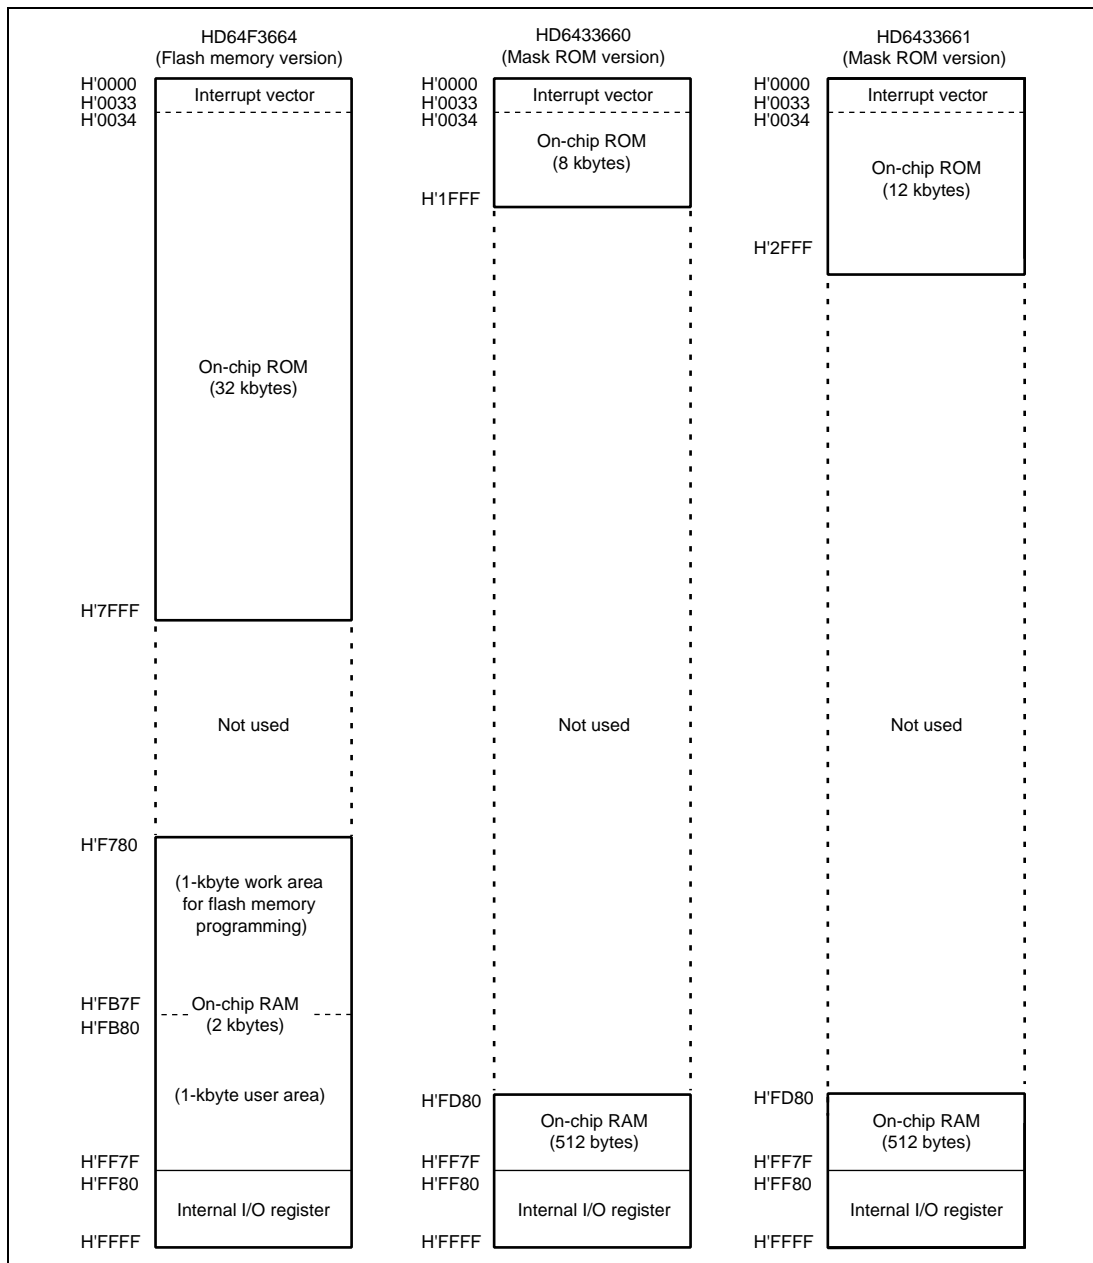 HD64F3664
(Flash memory version)
H'0000
Interrupt vector
H'0033
H'0034
On-chip ROM
(32 kbytes)
H'7FFF
Not used
H'F780
(1-kbyte work area
for flash memory
programming)
H'FB7F
On-chip RAM
(2 kbytes)
H'FB80
(1-kbyte user area)
H'FF7F
H'FF80
Internal I/O register
H'FFFF
HD6433660
(Mask ROM version)
H'0000
Interrupt vector
H'0033
H'0034
On-chip ROM
(8 kbytes)
H'1FFF
Not used
H'FD80
On-chip RAM
(512 bytes)
H'FF7F
H'FF80
Internal I/O register
H'FFFF
HD6433661
(Mask ROM version)
H'0000
Interrupt vector
H'0033
H'0034
On-chip ROM
(12 kbytes)
H'2FFF
Not used
H'FD80
On-chip RAM
(512 bytes)
H'FF7F
H'FF80
Internal I/O register
H'FFFF